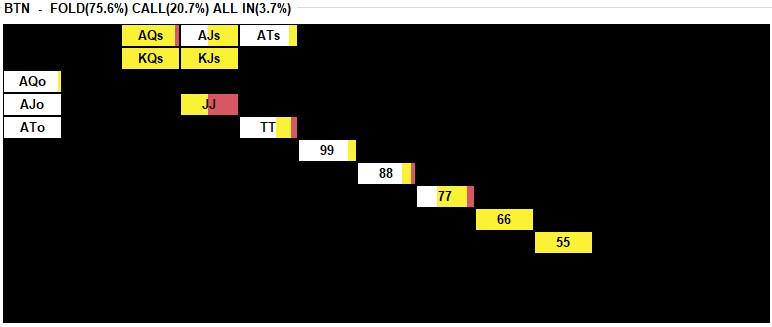 BTN - FOLD(75.6%) CALL(20.7%) ALL IN(3.7%)
AQs AJs ATs
KQs KJs
AQo
AJo JJ
ATo TT
99
88
77
66
55